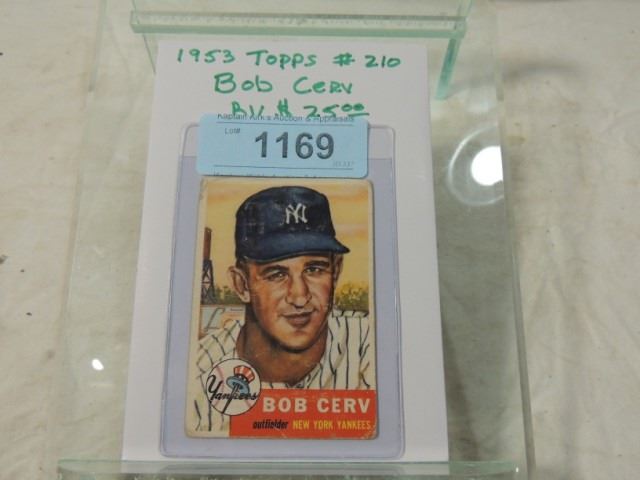 1953 TOPPS # 210
Bob Cerv
BV $ 25.00
Kaptain Kirk's Auction & Appraisals
Lot#
1169
NY
Yankees
BOB CERV
outfielder NEW YORK YANKEES